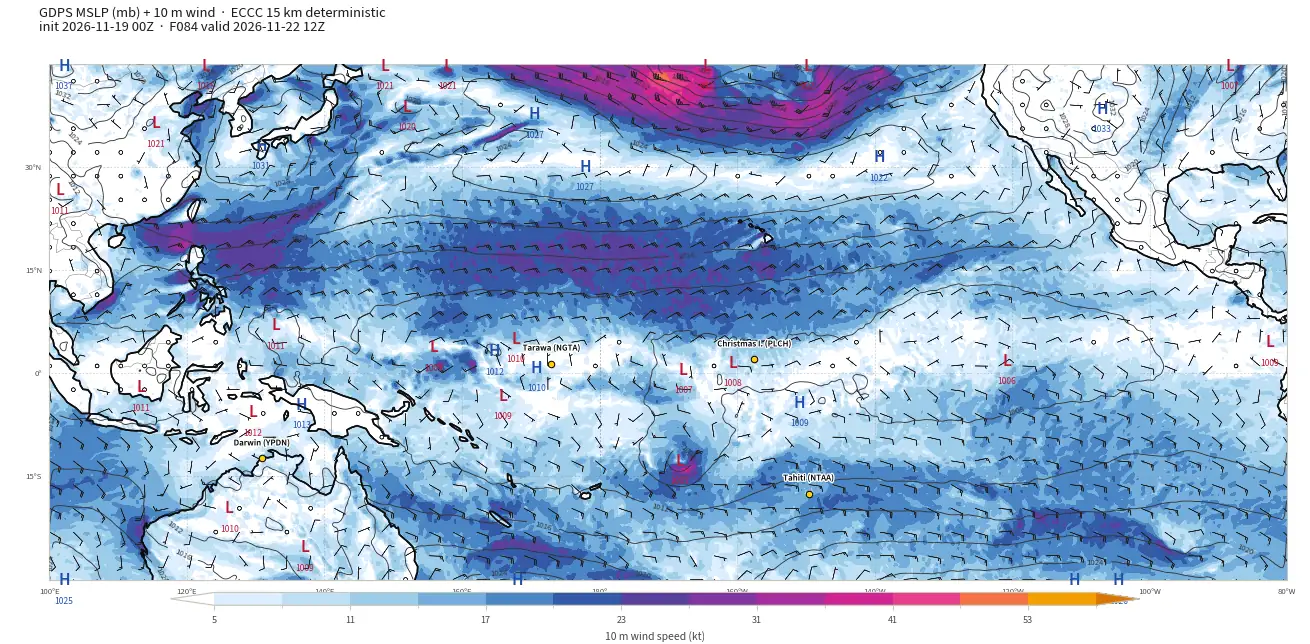 GDPS MSLP (mb) + 10 m wind · ECCC 15 km deterministic
init 2026-11-19 00Z · F084 valid 2026-11-22 12Z
H
L
L
L
L
L
L
1037
1021
1021
1007
L
1020
H
1027
H
1033
L
1021
H
1031
H
1027
H
1022
30°N
L
1011
15°N
L
1011
L
H
1012
L
1010
Tarawa (NGTA)
H
1010
Christmas I. (PLCH)
L
1007
L
1008
L
1006
L
1009
0°
L
1011
L
1012
H
1013
L
1009
H
1009
Darwin (YPDN)
L
15°S
Tahiti (NTAA)
L
1010
L
1009
H
1025
H
H
H
100°E
120°E
140°E
160°E
180°
160°W
140°W
120°W
100°W
80°W
5
11
17
23
31
41
53
10 m wind speed (kt)